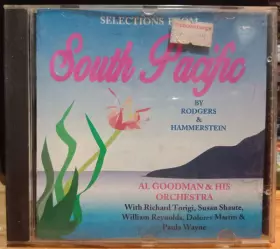 SELECTIONS FROM
South Pacific
BY
RODGERS
&
HAMMERSTEIN
AL GOODMAN & HIS
ORCHESTRA
With Richard Torigi, Susan Shaute,
William Reynolds, Dolores Martin &
Paula Wayne